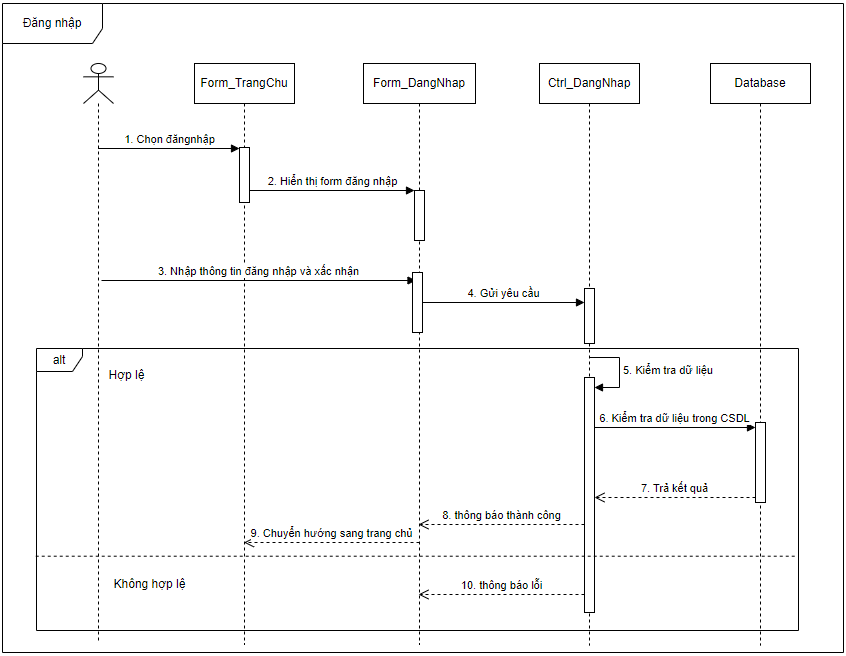 Đăng nhập
Form_TrangChu
Form_DangNhap
Ctrl_DangNhap
Database
1. Chọn đăngnhập
2. Hiển thị form đăng nhập
3. Nhập thông tin đăng nhập và xấc nhận
4. Gửi yêu cầu
alt
Hợp lệ
5. Kiểm tra dữ liệu
6. Kiểm tra dữ liệu trong CSDL
7. Trả kết quả
8. thông báo thành công
9. Chuyển hướng sang trang chủ
Không hợp lệ
10. thông báo lỗi